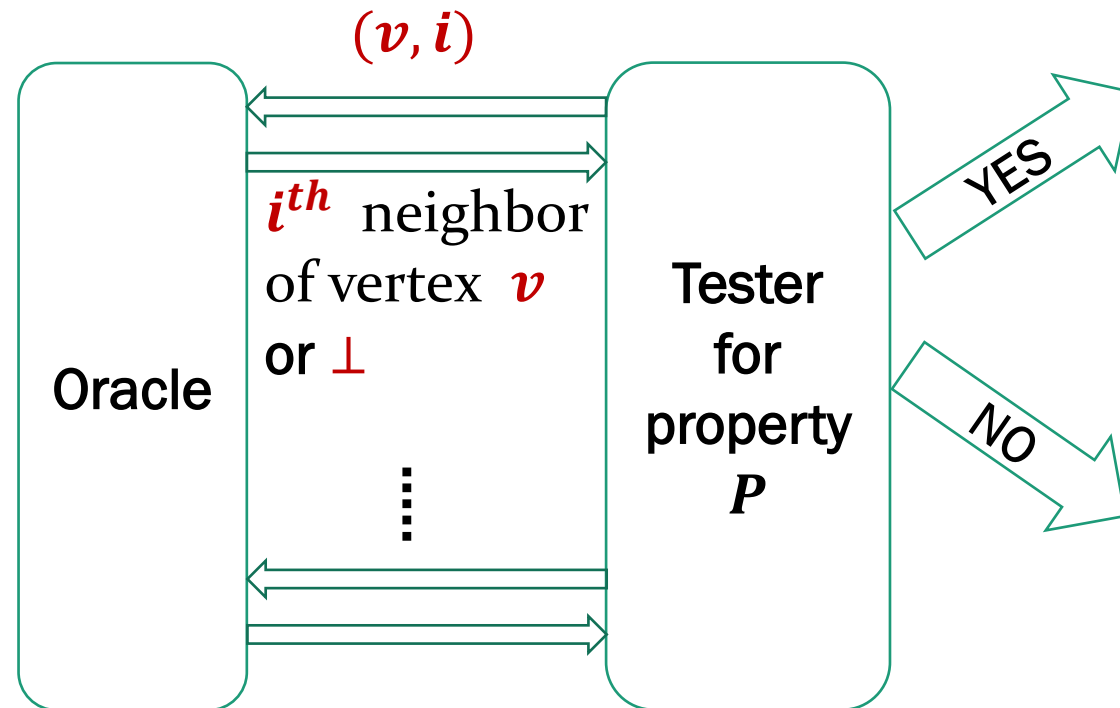 (v, i)
i^th neighbor
of vertex v
or ⊥
Oracle
Tester
for
property
P
YES
NO